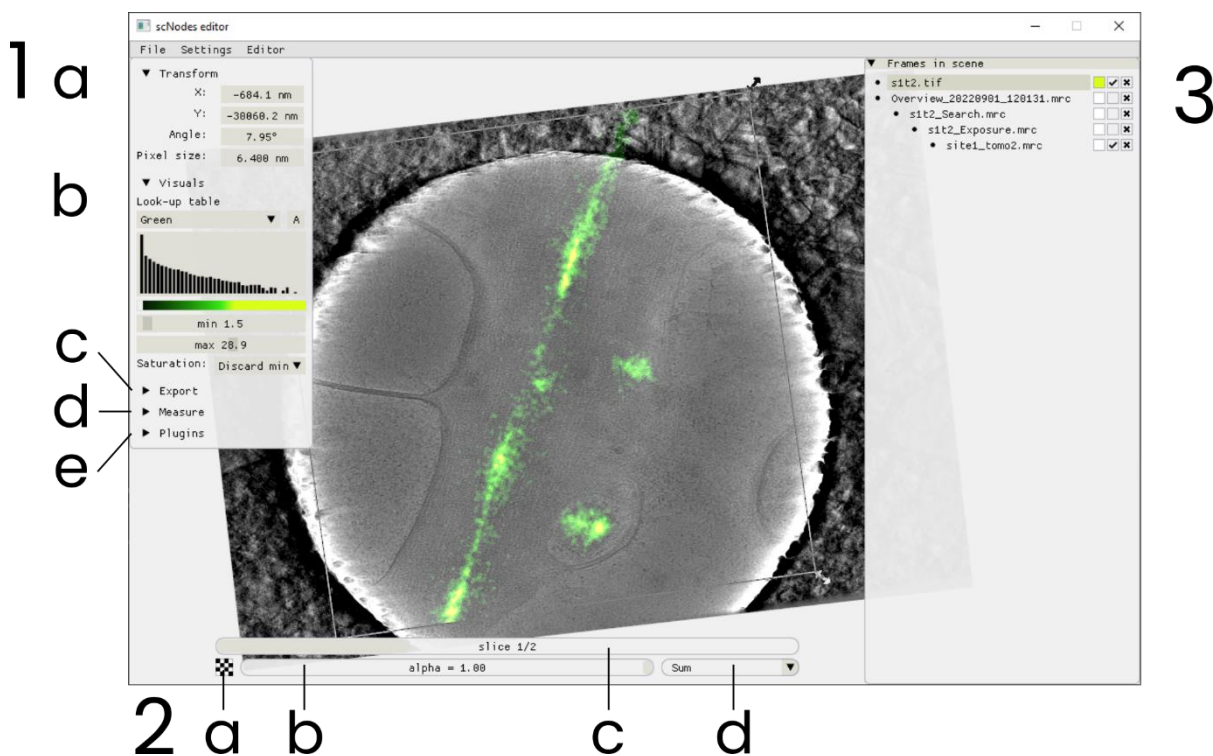 scNodes editor
File Settings Editor
1
a
▼ Transform
X: -684.1 nm
Y: -30060.2 nm
Angle: 7.95°
Pixel size: 6.400 nm
b
▼ Visuals
Look-up table
Green ▼ A
min 1.5
max 28.9
Saturation: Discard min ▼
c
► Export
d
► Measure
e
► Plugins
3
▼ Frames in scene
s1t2.tif
Overview_20220901_120131.mrc
s1t2_Search.mrc
s1t2_Exposure.mrc
site1_tomo2.mrc
slice 1/2
alpha = 1.00
Sum ▼
2
a b c d